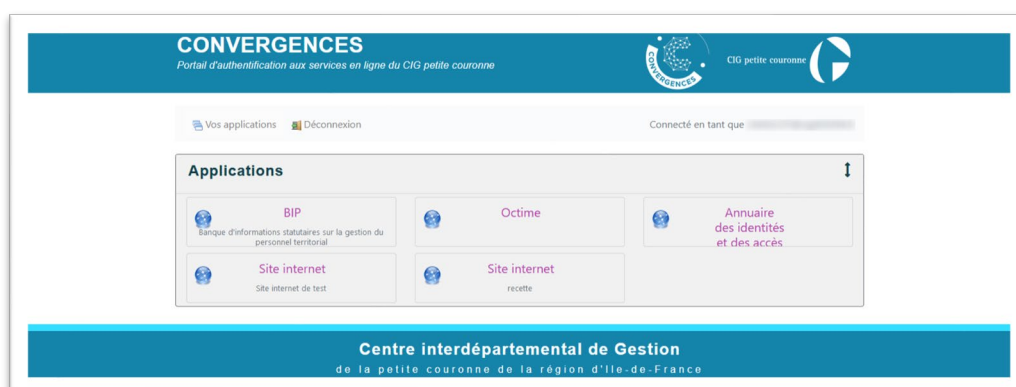 CONVERGENCES
Portail d'authentification aux services en ligne du CIG petite couronne
CONVERGENCES
CIG petite couronne
Vos applications
Déconnexion
Connecté en tant que
Applications
BIP
Banque d'informations statutaires sur la gestion du
personnel territorial
Octime
Annuaire
des identités
et des accès
Site internet
Site internet de test
Site internet
recette
Centre interdépartemental de Gestion
de la petite couronne de la région d'Ile-de-France